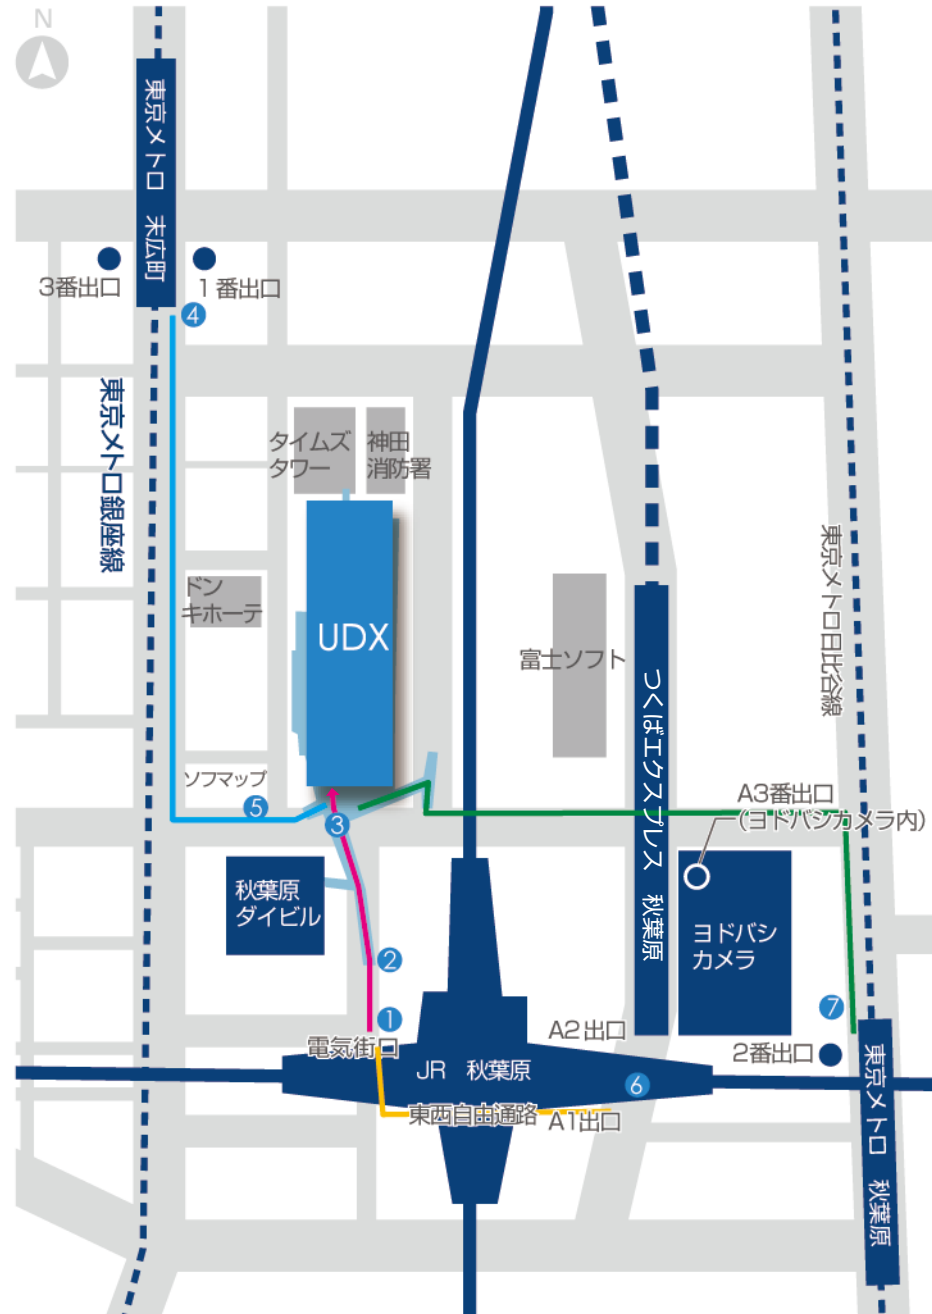 N
東京メトロ 末広町
3番出口
1番出口
4
東京メトロ銀座線
タイムズ
タワー
神田
消防署
ドン
キホーテ
UDX
富士ソフト
東京メトロ日比谷線
つくばエクスプレス 秋葉原
ソフマップ
5
3
A3番出口
(ヨドバシカメラ内)
秋葉原
ダイビル
ヨドバシ
カメラ
2
1
7
電気街口
A2出口
2番出口
JR 秋葉原
6
東西自由通路
A1出口
東京メトロ 秋葉原